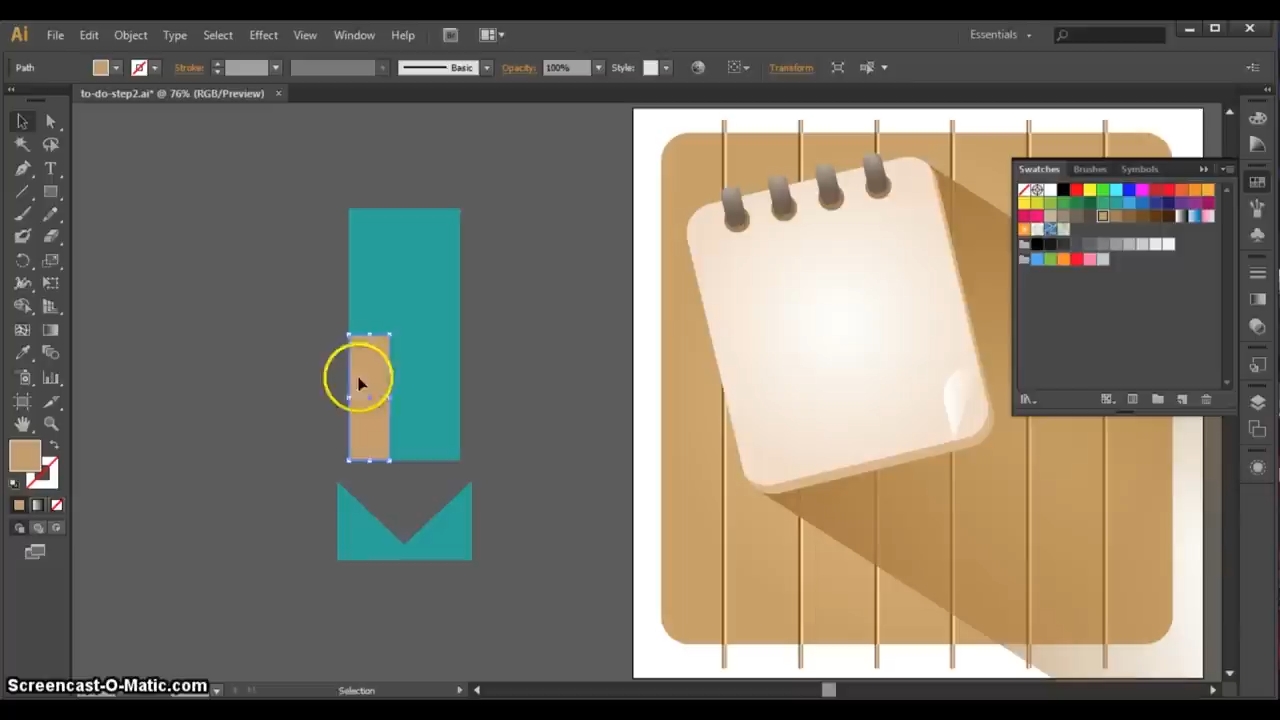 Ai File Edit Object Type Select Effect View Window Help Br Essentials
Path Stroke: Basic Opacity: 100% Style: Transform
to-do-step2.ai* @ 76% (RGB/Preview) ×
Swatches Brushes Symbols
Screencast-O-Matic.com Selection